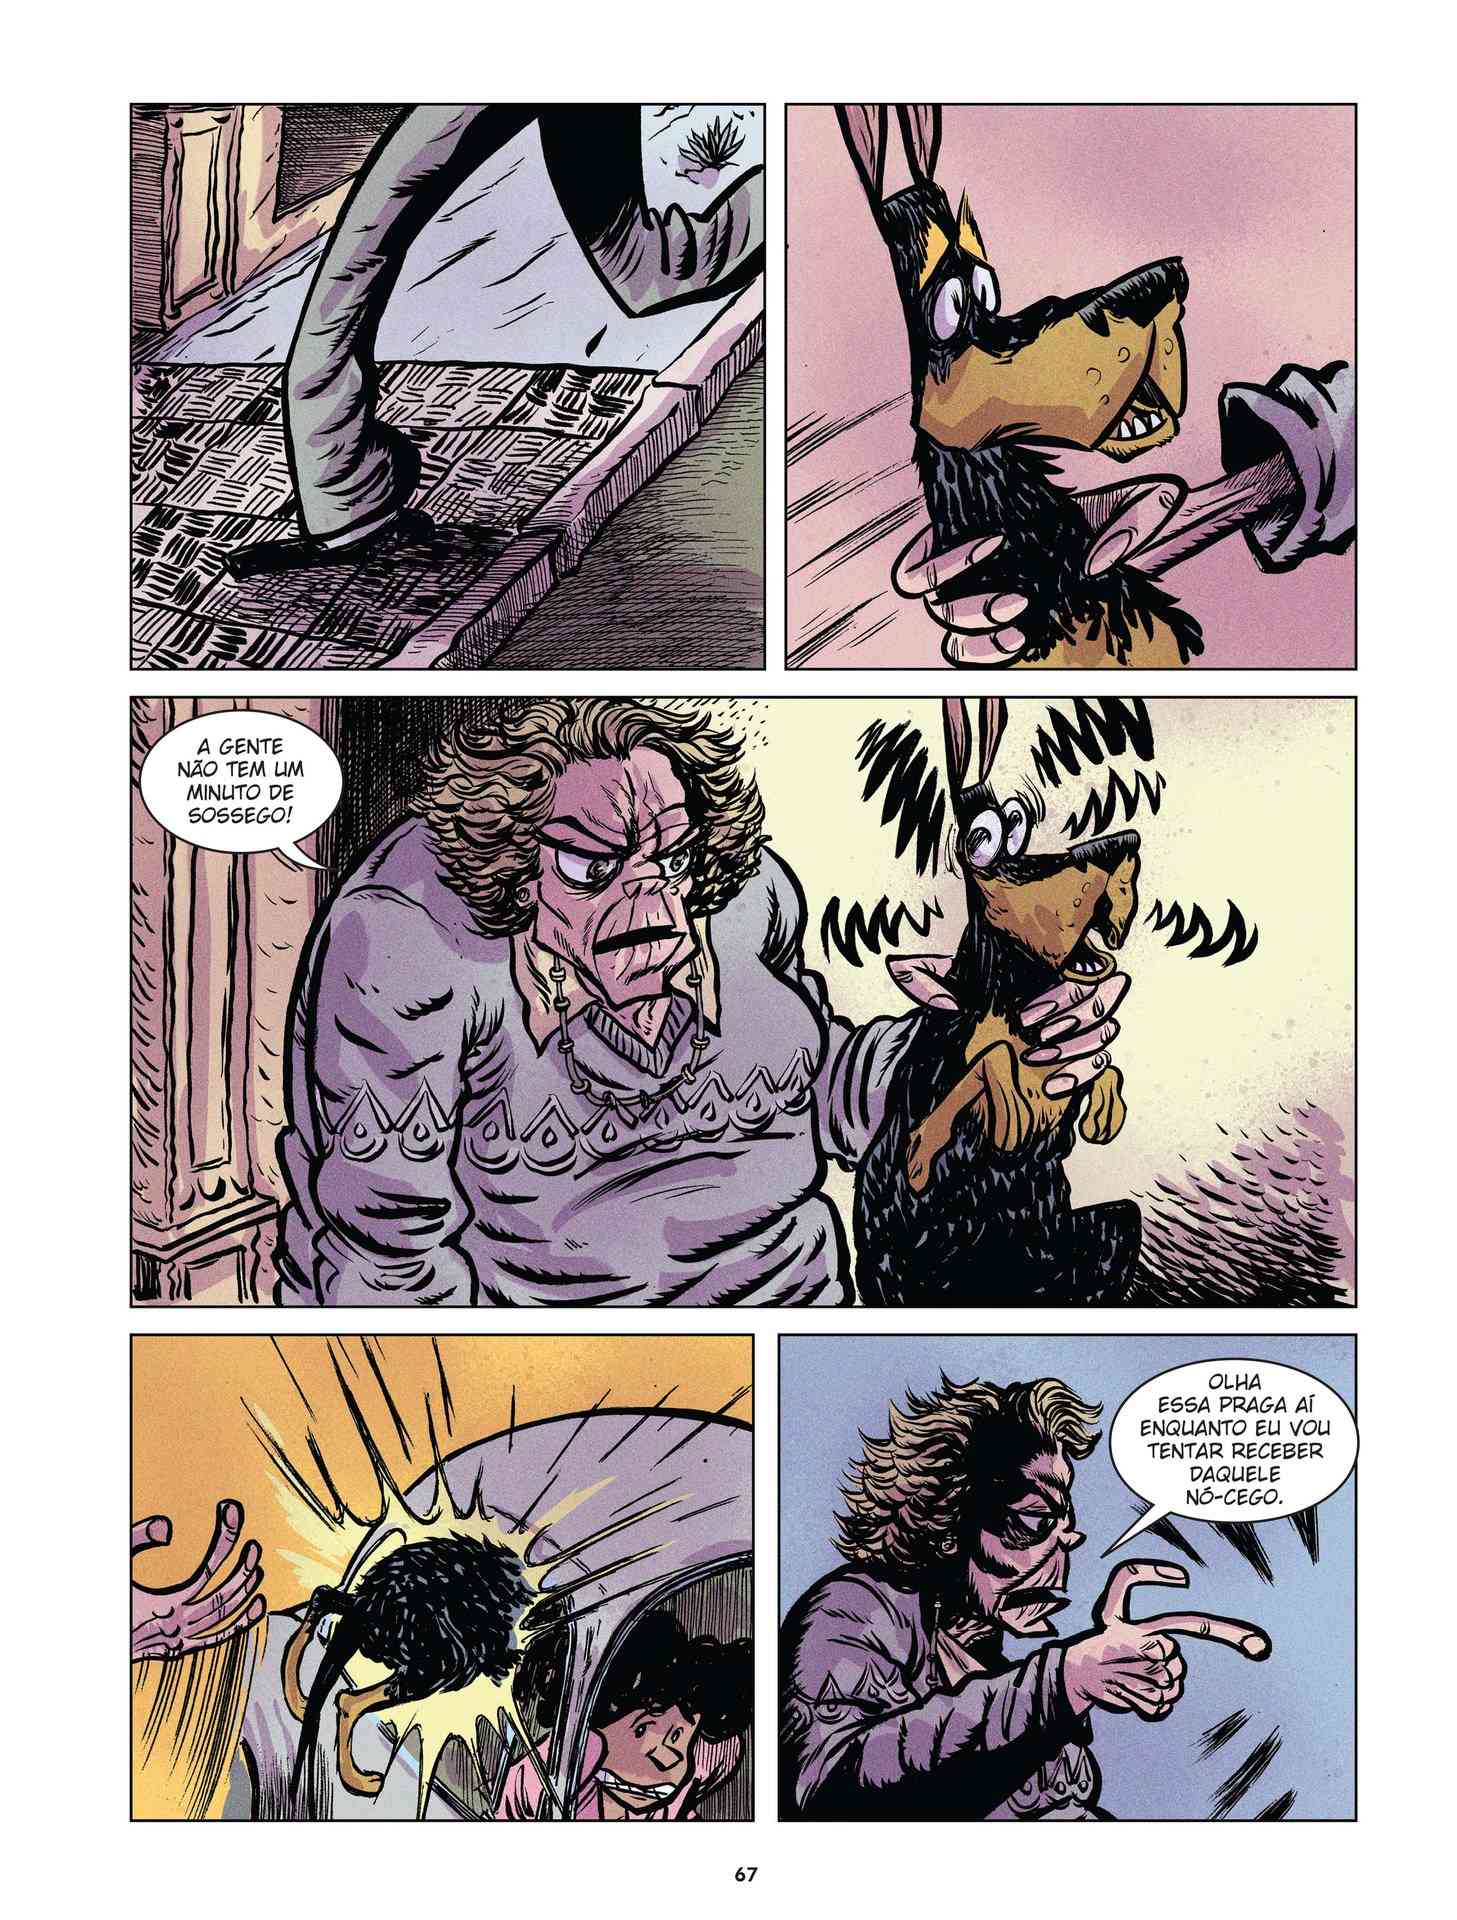 A GENTE
NÃO TEM UM
MINUTO DE
SOSSEGO!
OLHA
ESSA PRAGA AÍ
ENQUANTO EU VOU
TENTAR RECEBER
DAQUELE
NÓ-CEGO.
67